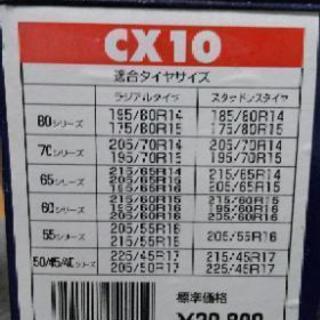 CX10
適合タイヤサイズ
ラジアルタイヤ スタッドレスタイヤ
80シリーズ 195/80R14 185/80R14
175/80R15 175/80R15
70シリーズ 205/70R14 205/70R14
195/70R15 195/70R15
65シリーズ 215/65R14 215/65R14
205/65R15
60シリーズ 215/60R15
205/60R16 205/60R16
55シリーズ 205/55R16 205/55R16
215/55R15
225/45R17 215/45R17
205/50R17 225/45R17
標準価格